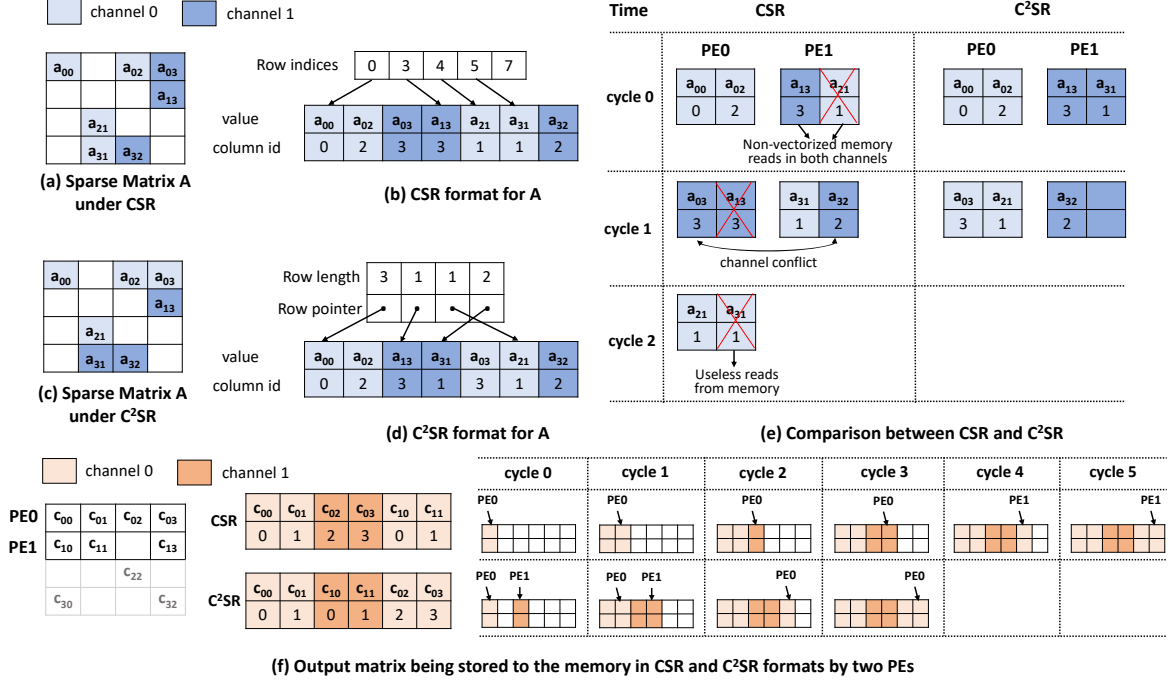 channel 0
channel 1
a00 a02 a03
a13
a21
a31 a32
(a) Sparse Matrix A
under CSR
Row indices
0 3 4 5 7
value
a00 a02 a03 a13 a21 a31 a32
column id
0 2 3 3 1 1 2
(b) CSR format for A
a00 a02 a03
a13
a21
a31 a32
(c) Sparse Matrix A
under C²SR
Row length
3 1 1 2
Row pointer
value
a00 a02 a13 a31 a03 a21 a32
column id
0 2 3 1 3 1 2
(d) C²SR format for A
Time
CSR
C²SR
PE0 PE1 PE0 PE1
cycle 0
a00 a02
0 2
a13 a21
3 1
a00 a02
0 2
a13 a31
3 1
Non-vectorized memory
reads in both channels
cycle 1
a03 a13
3 3
a31 a32
1 2
a03 a21
3 1
a32
2
channel conflict
cycle 2
a21 a31
1 1
Useless reads
from memory
(e) Comparison between CSR and C²SR
channel 0
channel 1
PE0
c00 c01 c02 c03
PE1
c10 c11 c13
c22
c30 c32
CSR
c00 c01 c02 c03 c10 c11
0 1 2 3 0 1
C²SR
c00 c01 c10 c11 c02 c03
0 1 0 1 2 3
cycle 0 cycle 1 cycle 2 cycle 3 cycle 4 cycle 5
PE0 PE0 PE0 PE0 PE1 PE1
PE0 PE1 PE0 PE1 PE0 PE0
(f) Output matrix being stored to the memory in CSR and C²SR formats by two PEs